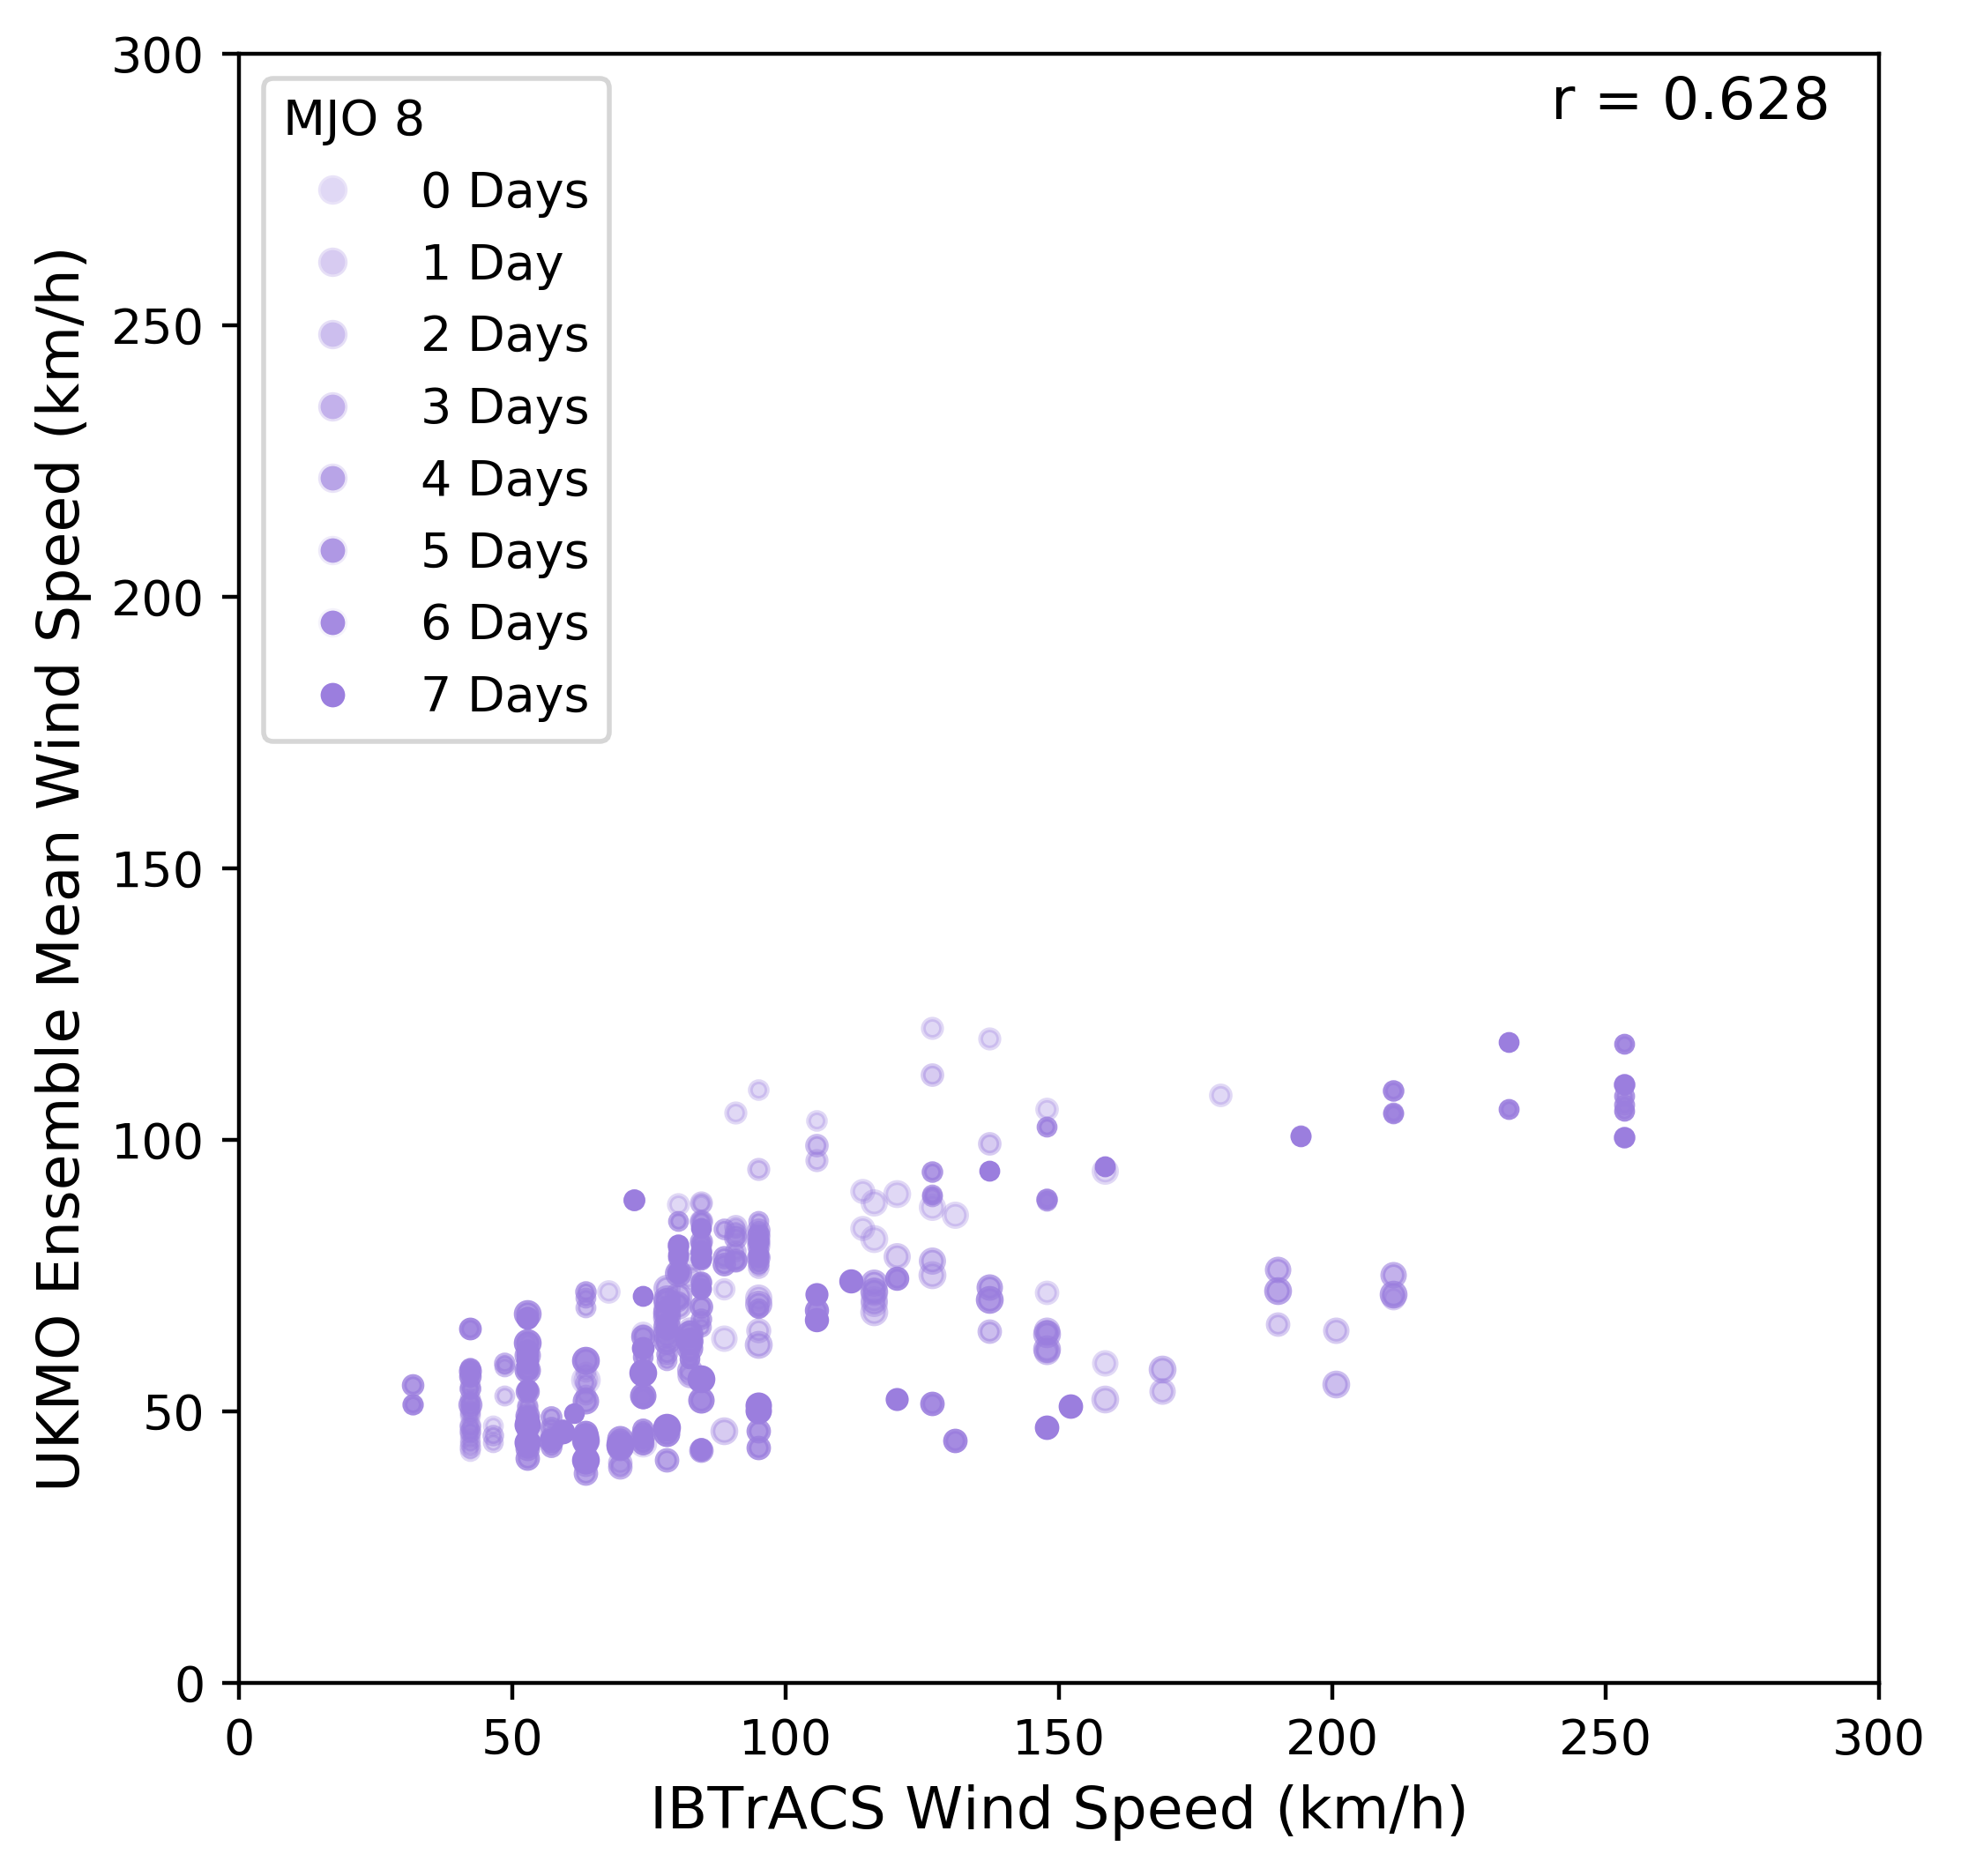 r = 0.628
MJO 8
0 Days
1 Day
2 Days
3 Days
4 Days
5 Days
6 Days
7 Days
UKMO Ensemble Mean Wind Speed (km/h)
300
250
200
150
100
50
0
0 50 100 150 200 250 300
IBTrACS Wind Speed (km/h)